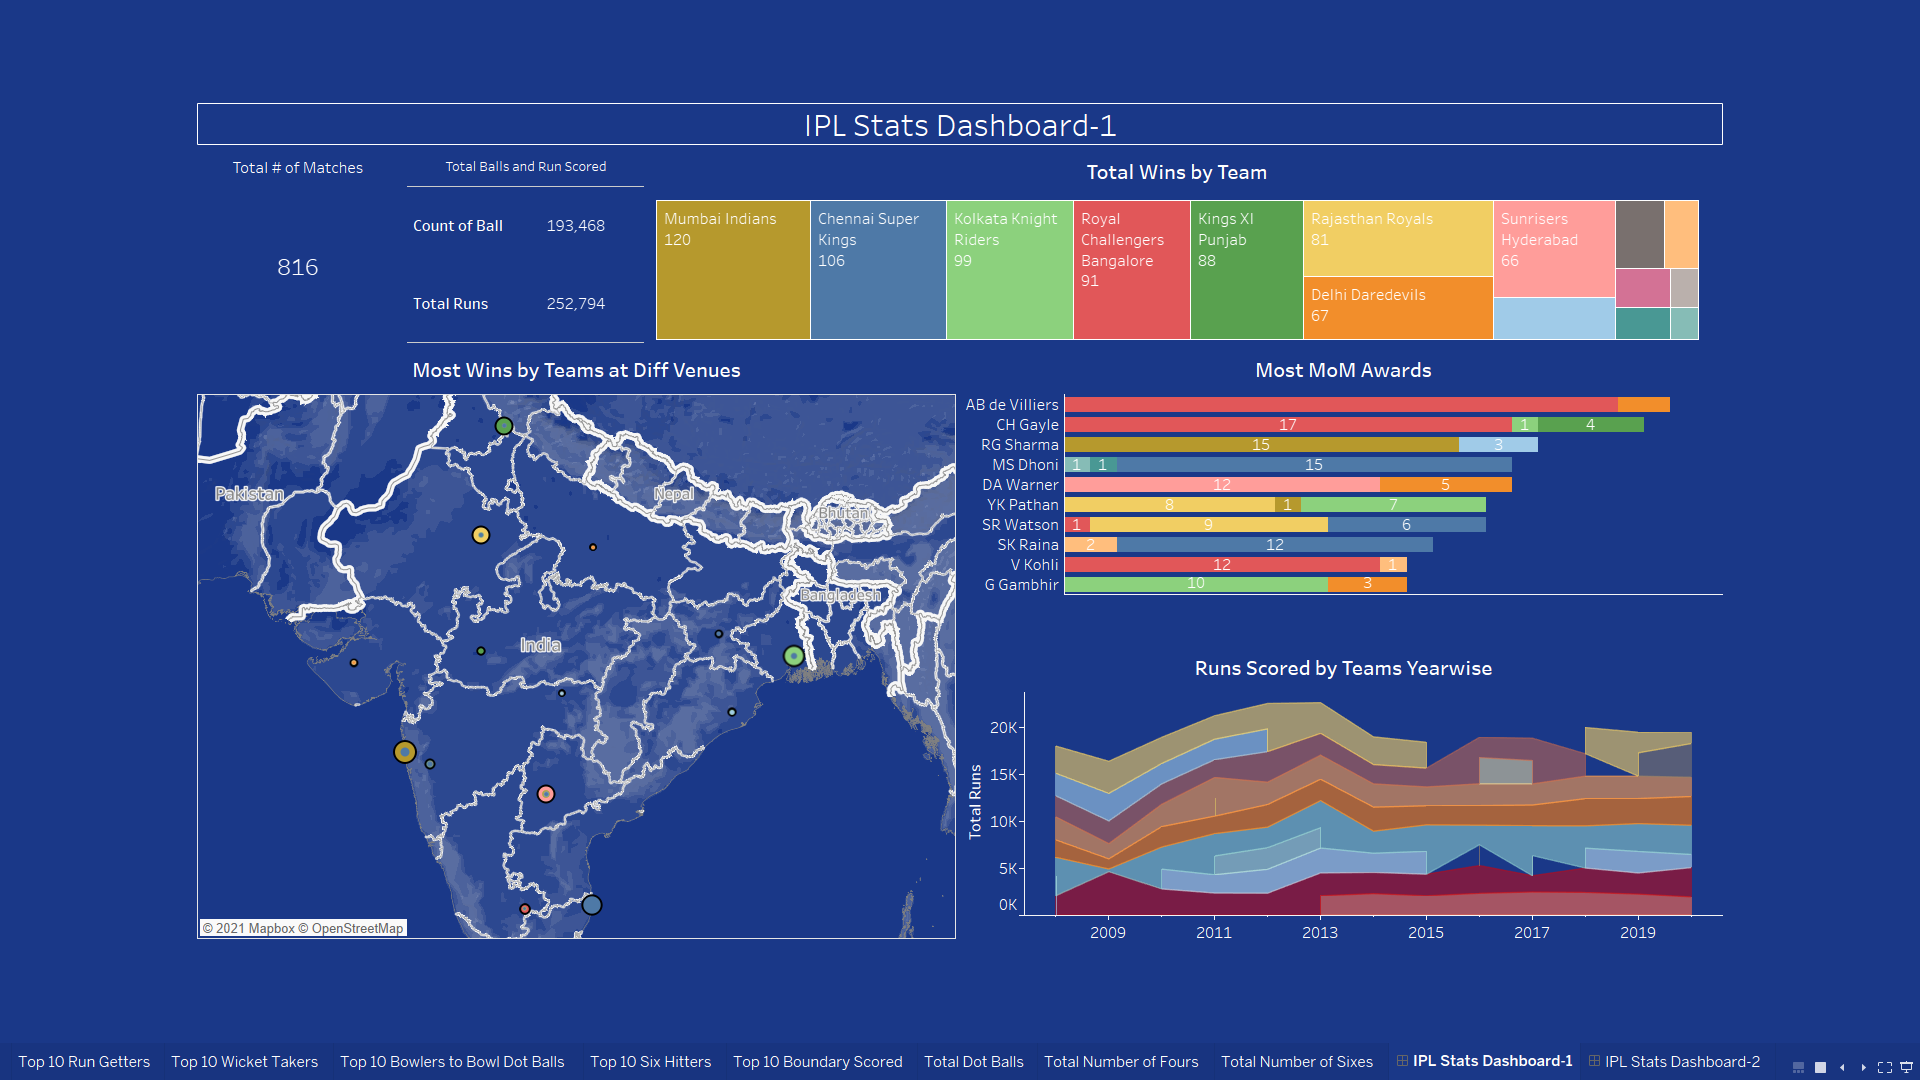 IPL Stats Dashboard-1
Total # of Matches
816
Total Balls and Run Scored
Count of Ball 193,468
Total Runs 252,794
Total Wins by Team
Mumbai Indians
120
Chennai Super
Kings
106
Kolkata Knight
Riders
99
Royal
Challengers
Bangalore
91
Kings XI
Punjab
88
Rajasthan Royals
81
Delhi Daredevils
67
Sunrisers
Hyderabad
66
Most Wins by Teams at Diff Venues
Pakistan
Nepal
Bhutan
Bangladesh
India
© 2021 Mapbox © OpenStreetMap
Most MoM Awards
AB de Villiers
CH Gayle 17 1 4
RG Sharma 15 3
MS Dhoni 1 1 15
DA Warner 12 5
YK Pathan 8 1 7
SR Watson 1 9 6
SK Raina 2 12
V Kohli 12 1
G Gambhir 10 3
Runs Scored by Teams Yearwise
Total Runs
20K
15K
10K
5K
0K
2009 2011 2013 2015 2017 2019
Top 10 Run Getters Top 10 Wicket Takers Top 10 Bowlers to Bowl Dot Balls Top 10 Six Hitters Top 10 Boundary Scored Total Dot Balls Total Number of Fours Total Number of Sixes IPL Stats Dashboard-1 IPL Stats Dashboard-2